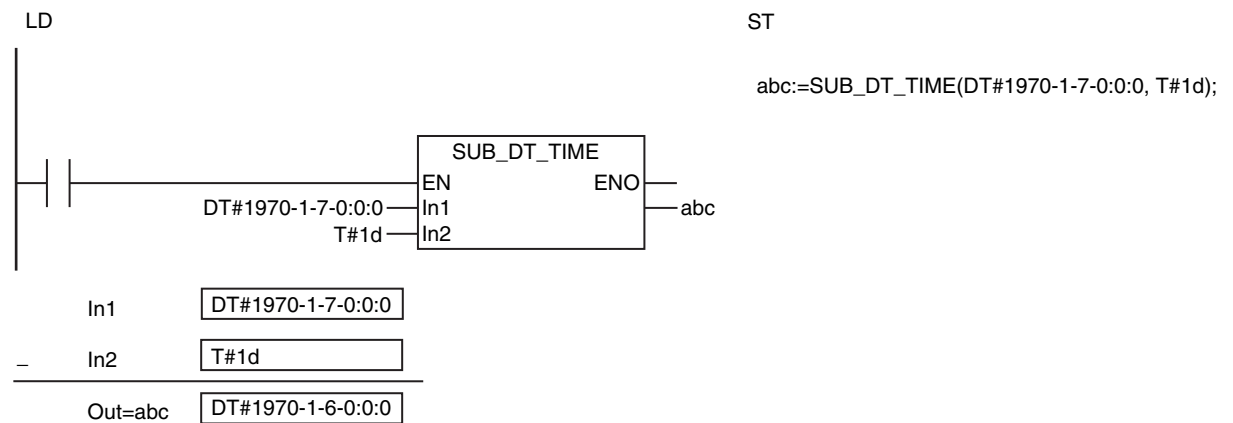 LD
ST
abc:=SUB_DT_TIME(DT#1970-1-7-0:0:0, T#1d);
SUB_DT_TIME
EN ENO
DT#1970-1-7-0:0:0 In1 abc
T#1d In2
In1 DT#1970-1-7-0:0:0
− In2 T#1d
Out=abc DT#1970-1-6-0:0:0